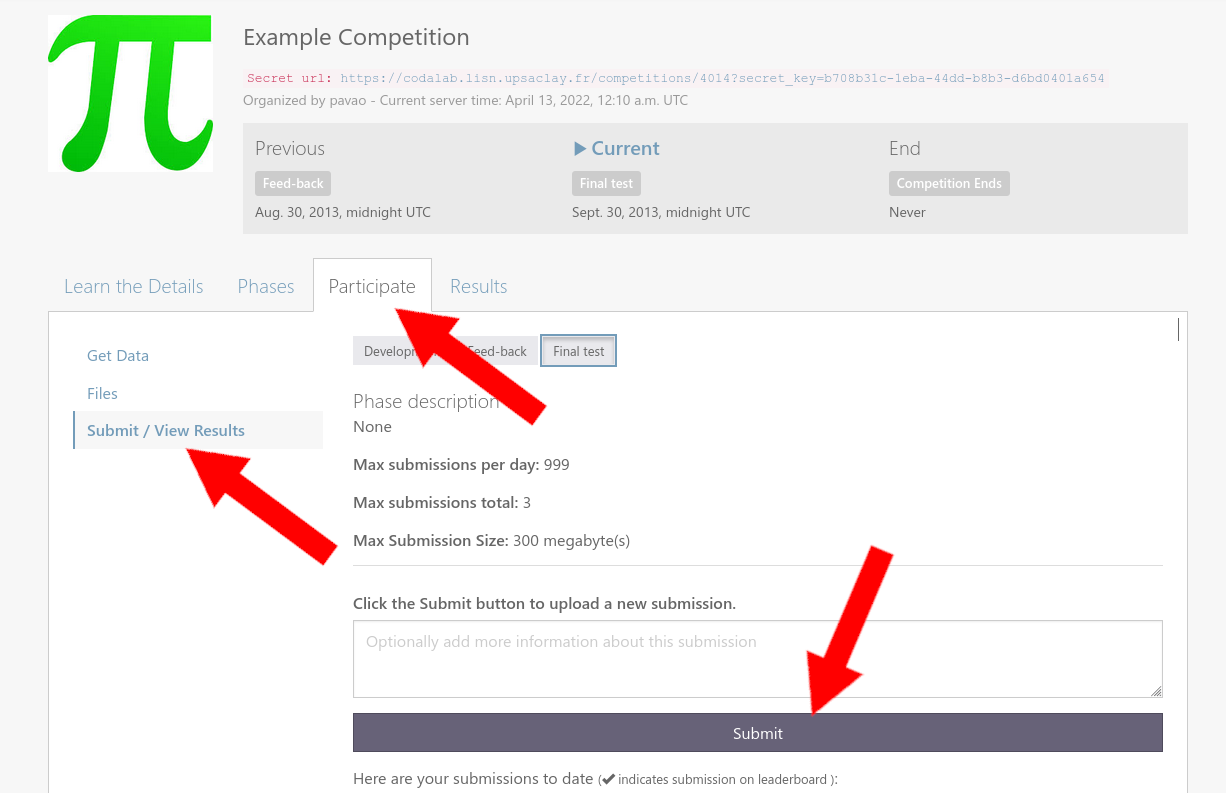 Example Competition
Secret url: https://codalab.lisn.upsaclay.fr/competitions/4014?secret_key=b708b31c-1eba-44dd-b8b3-d6bd0401a654
Organized by pavao - Current server time: April 13, 2022, 12:10 a.m. UTC
Previous
Feed-back
Aug. 30, 2013, midnight UTC
Current
Final test
Sept. 30, 2013, midnight UTC
End
Competition Ends
Never
Learn the Details Phases Participate Results
Get Data
Files
Submit / View Results
Feed-back Final test
Phase description
None
Max submissions per day: 999
Max submissions total: 3
Max Submission Size: 300 megabyte(s)
Click the Submit button to upload a new submission.
Optionally add more information about this submission
Submit
Here are your submissions to date (✔ indicates submission on leaderboard ):